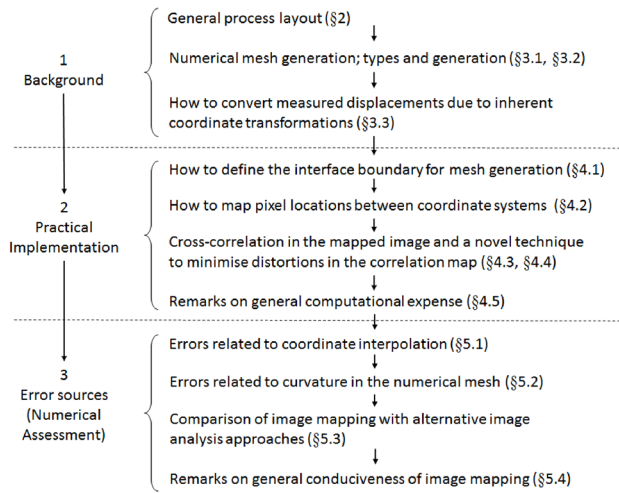 1
Background
General process layout (§2)
Numerical mesh generation; types and generation (§3.1, §3.2)
How to convert measured displacements due to inherent
coordinate transformations (§3.3)
2
Practical
Implementation
How to define the interface boundary for mesh generation (§4.1)
How to map pixel locations between coordinate systems (§4.2)
Cross-correlation in the mapped image and a novel technique
to minimise distortions in the correlation map (§4.3, §4.4)
Remarks on general computational expense (§4.5)
3
Error sources
(Numerical
Assessment)
Errors related to coordinate interpolation (§5.1)
Errors related to curvature in the numerical mesh (§5.2)
Comparison of image mapping with alternative image
analysis approaches (§5.3)
Remarks on general conduciveness of image mapping (§5.4)